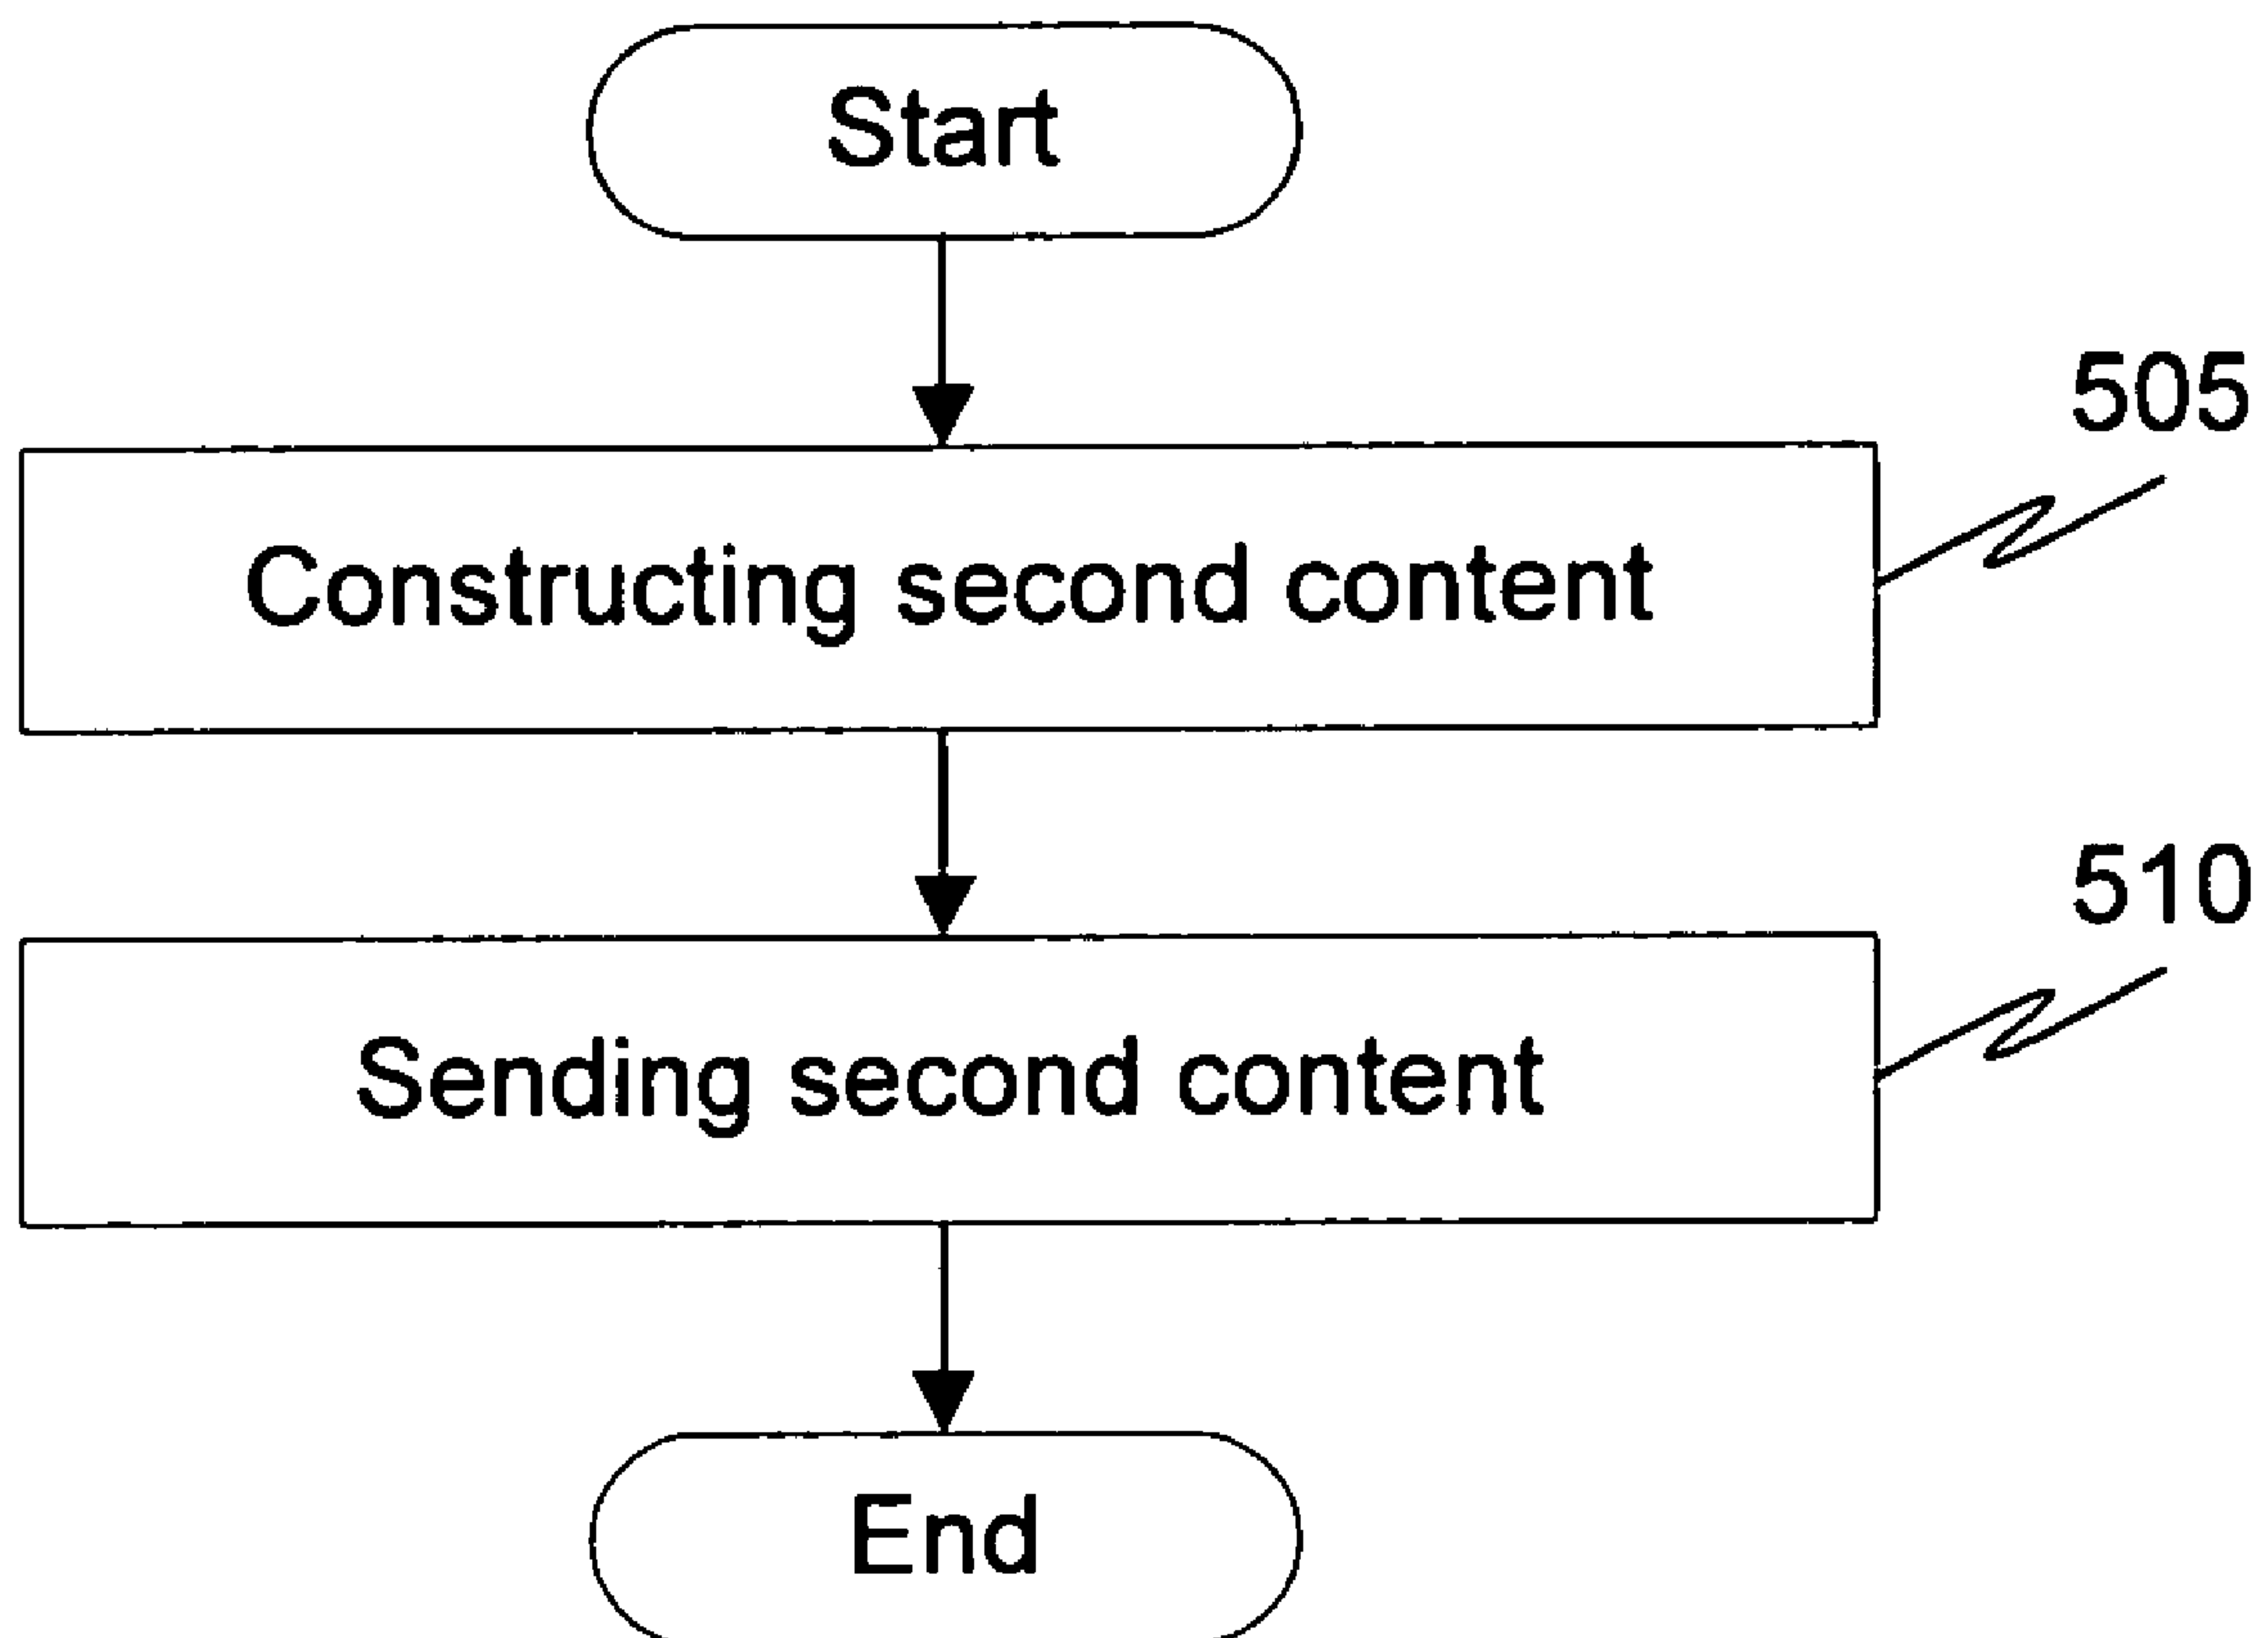 Start
505
Constructing second content
510
Sending second content
End